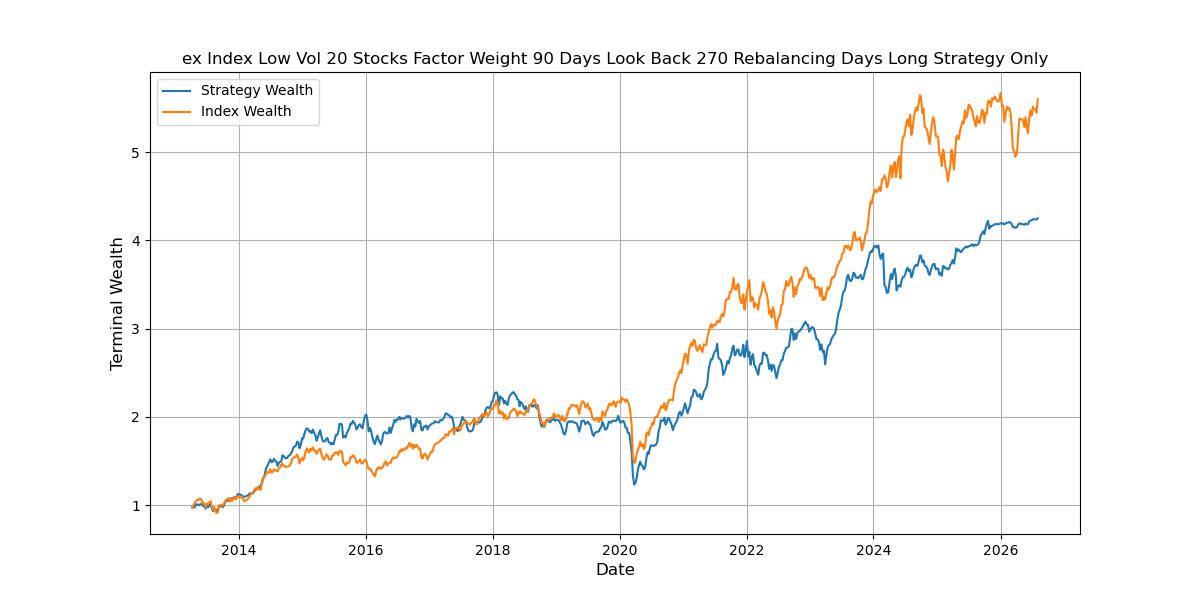 ex Index Low Vol 20 Stocks Factor Weight 90 Days Look Back 270 Rebalancing Days Long Strategy Only
Strategy Wealth
Index Wealth
Terminal Wealth
5
4
3
2
1
2014 2016 2018 2020 2022 2024 2026
Date